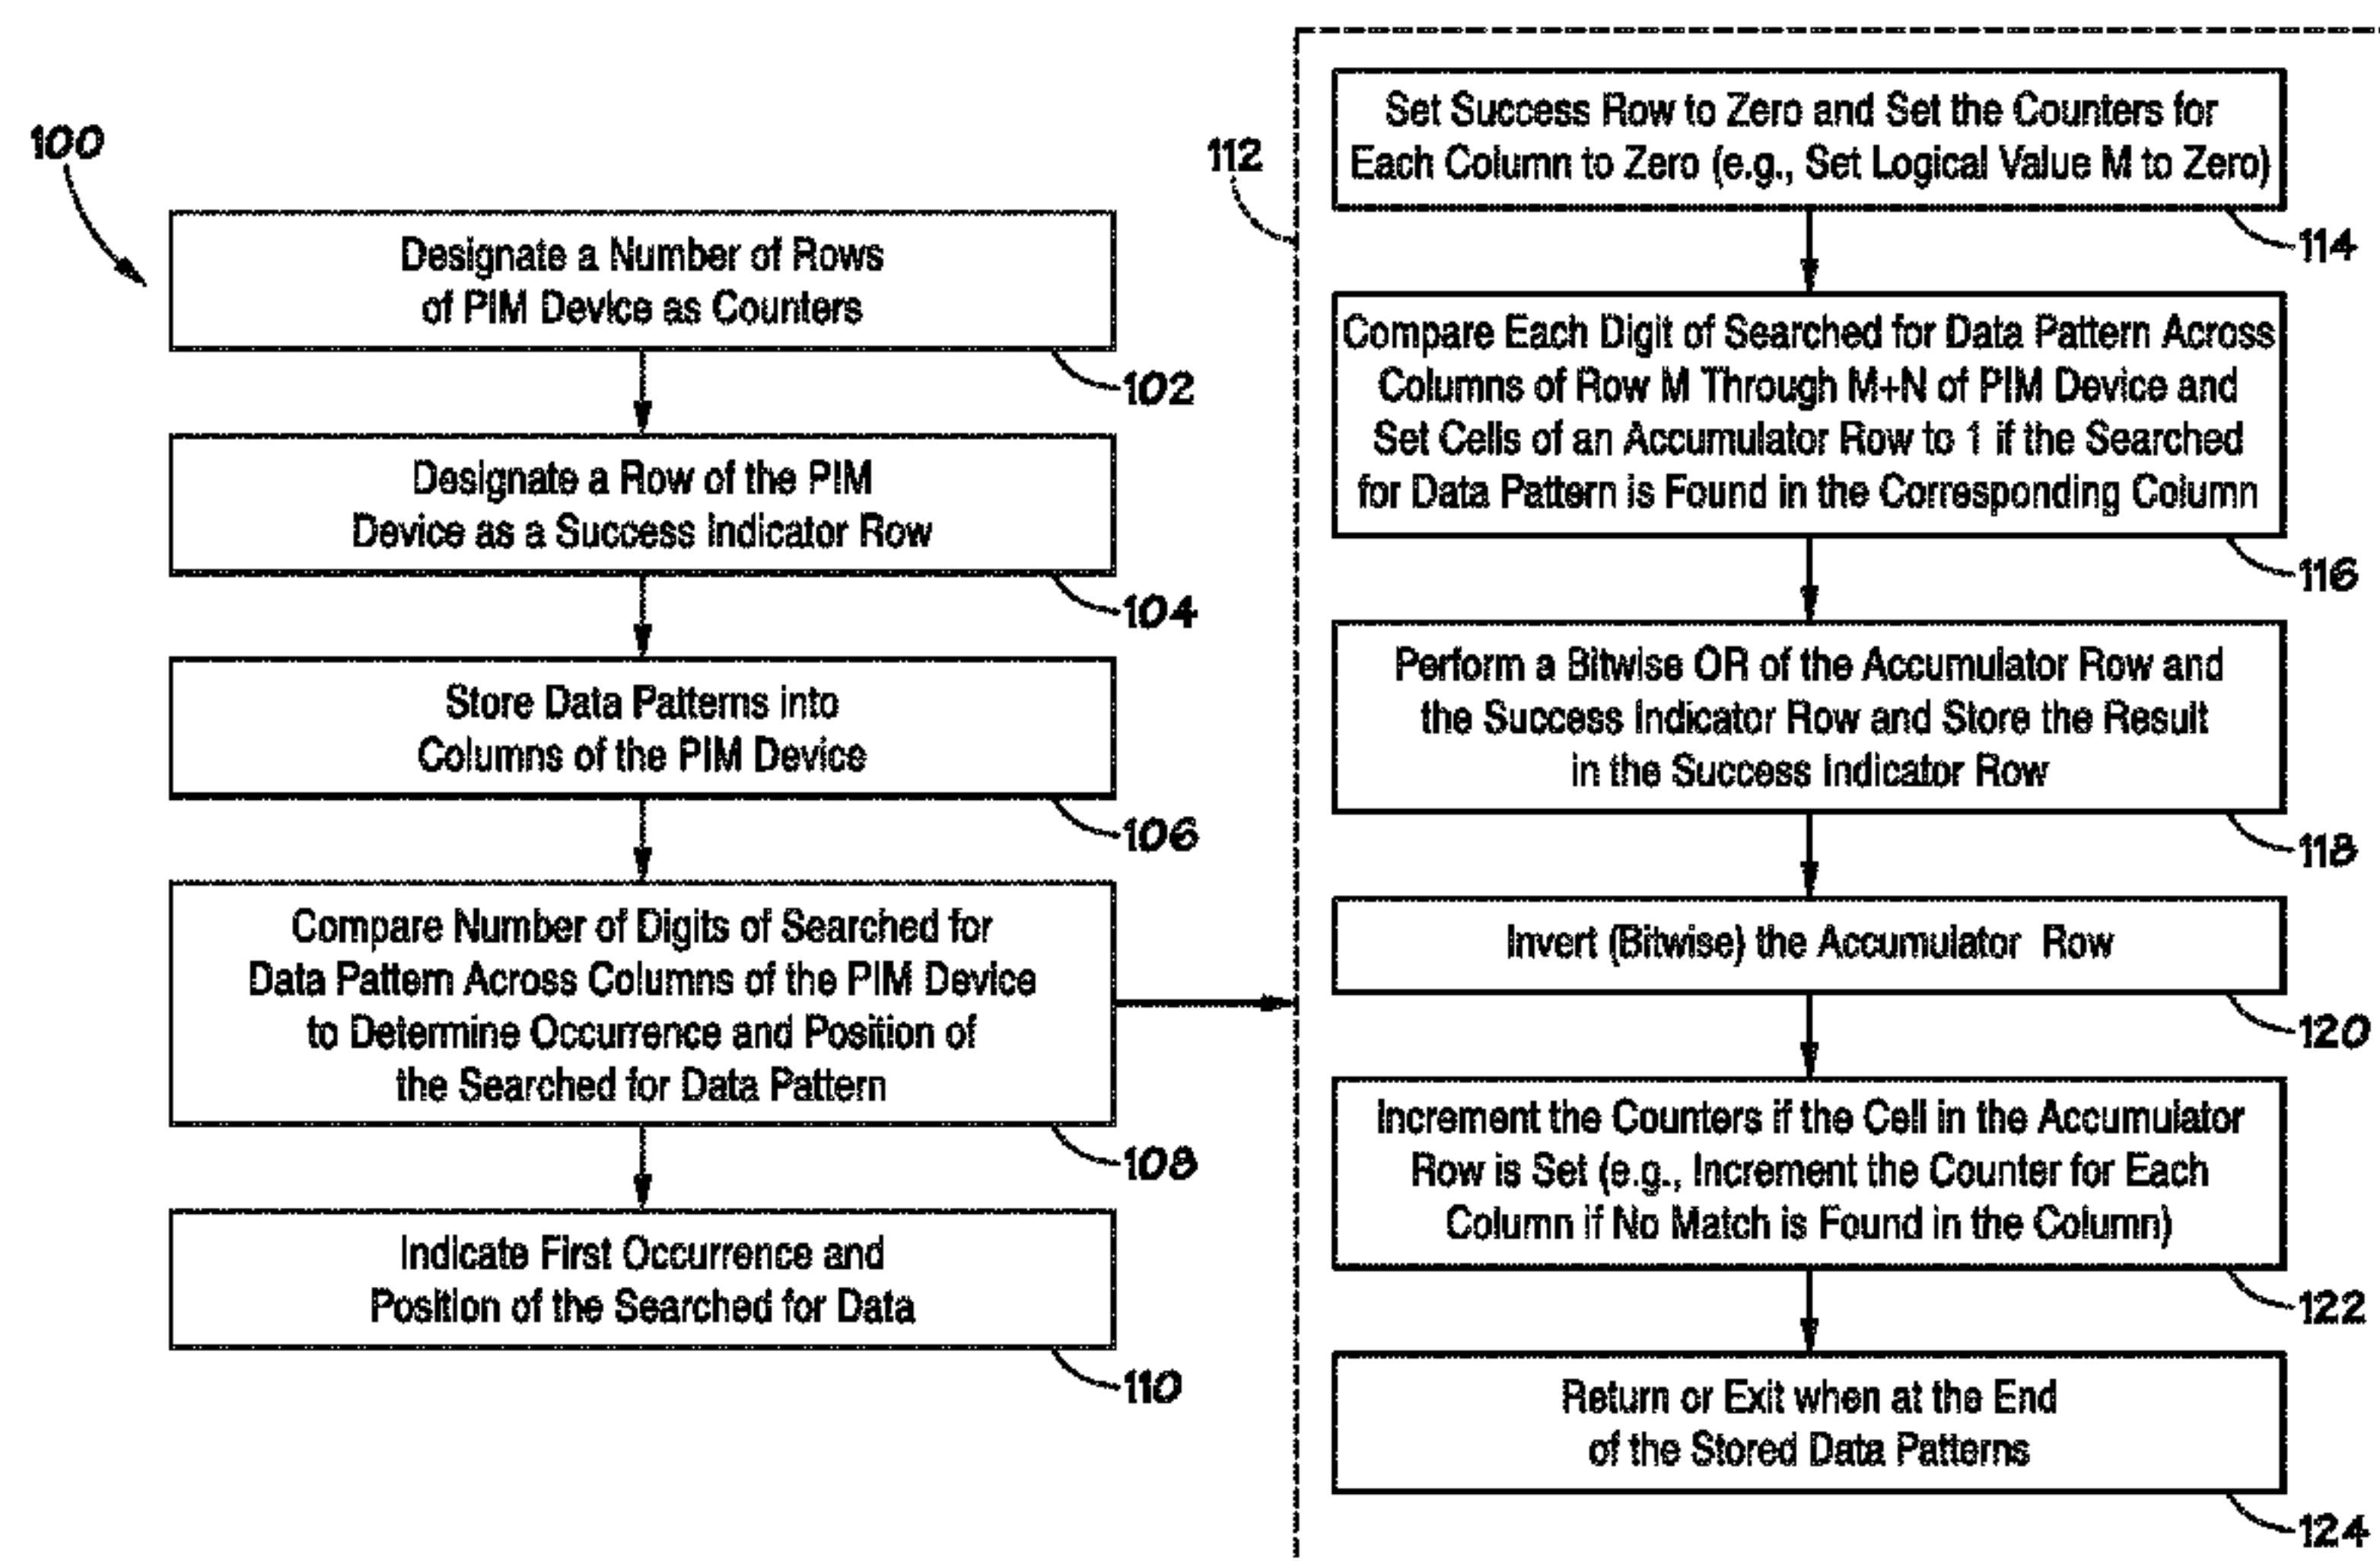 100
Designate a Number of Rows
of PIM Device as Counters
102
Designate a Row of the PIM
Device as a Success Indicator Row
104
Store Data Patterns into
Columns of the PIM Device
106
Compare Number of Digits of Searched for
Data Pattern Across Columns of the PIM Device
to Determine Occurrence and Position of
the Searched for Data Pattern
108
Indicate First Occurrence and
Position of the Searched for Data
110
112
Set Success Row to Zero and Set the Counters for
Each Column to Zero (e.g., Set Logical Value M to Zero)
114
Compare Each Digit of Searched for Data Pattern Across
Columns of Row M Through M+N of PIM Device and
Set Cells of an Accumulator Row to 1 if the Searched
for Data Pattern is Found in the Corresponding Column
116
Perform a Bitwise OR of the Accumulator Row and
the Success Indicator Row and Store the Result
in the Success Indicator Row
118
Invert (Bitwise) the Accumulator Row
120
Increment the Counters if the Cell in the Accumulator
Row is Set (e.g., Increment the Counter for Each
Column if No Match is Found in the Column)
122
Return or Exit when at the End
of the Stored Data Patterns
124